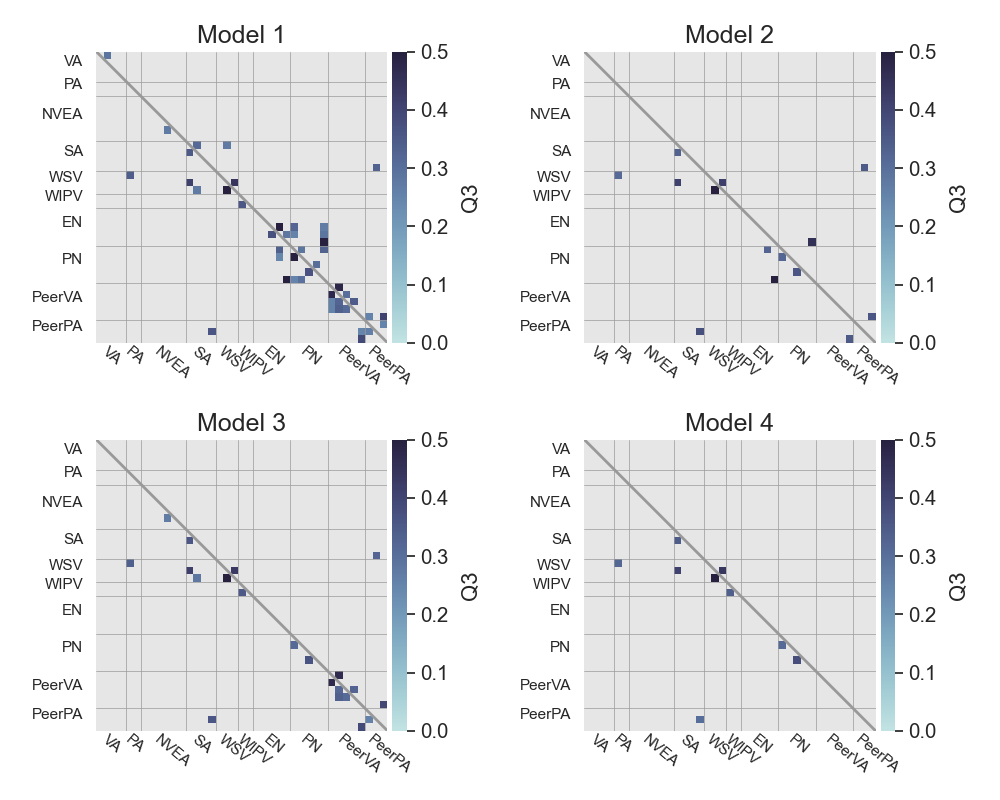 Model 1
VA
PA
NVEA
SA
WSV
WIPV
EN
PN
PeerVA
PeerPA
VA
PA
NVEA
SA
WSV
WIPV
EN
PN
PeerVA
PeerPA
0.5
0.4
0.3
0.2
0.1
0.0
Q3
Model 2
VA
PA
NVEA
SA
WSV
WIPV
EN
PN
PeerVA
PeerPA
VA
PA
NVEA
SA
WSV
WIPV
EN
PN
PeerVA
PeerPA
0.5
0.4
0.3
0.2
0.1
0.0
Q3
Model 3
VA
PA
NVEA
SA
WSV
WIPV
EN
PN
PeerVA
PeerPA
VA
PA
NVEA
SA
WSV
WIPV
EN
PN
PeerVA
PeerPA
0.5
0.4
0.3
0.2
0.1
0.0
Q3
Model 4
VA
PA
NVEA
SA
WSV
WIPV
EN
PN
PeerVA
PeerPA
VA
PA
NVEA
SA
WSV
WIPV
EN
PN
PeerVA
PeerPA
0.5
0.4
0.3
0.2
0.1
0.0
Q3